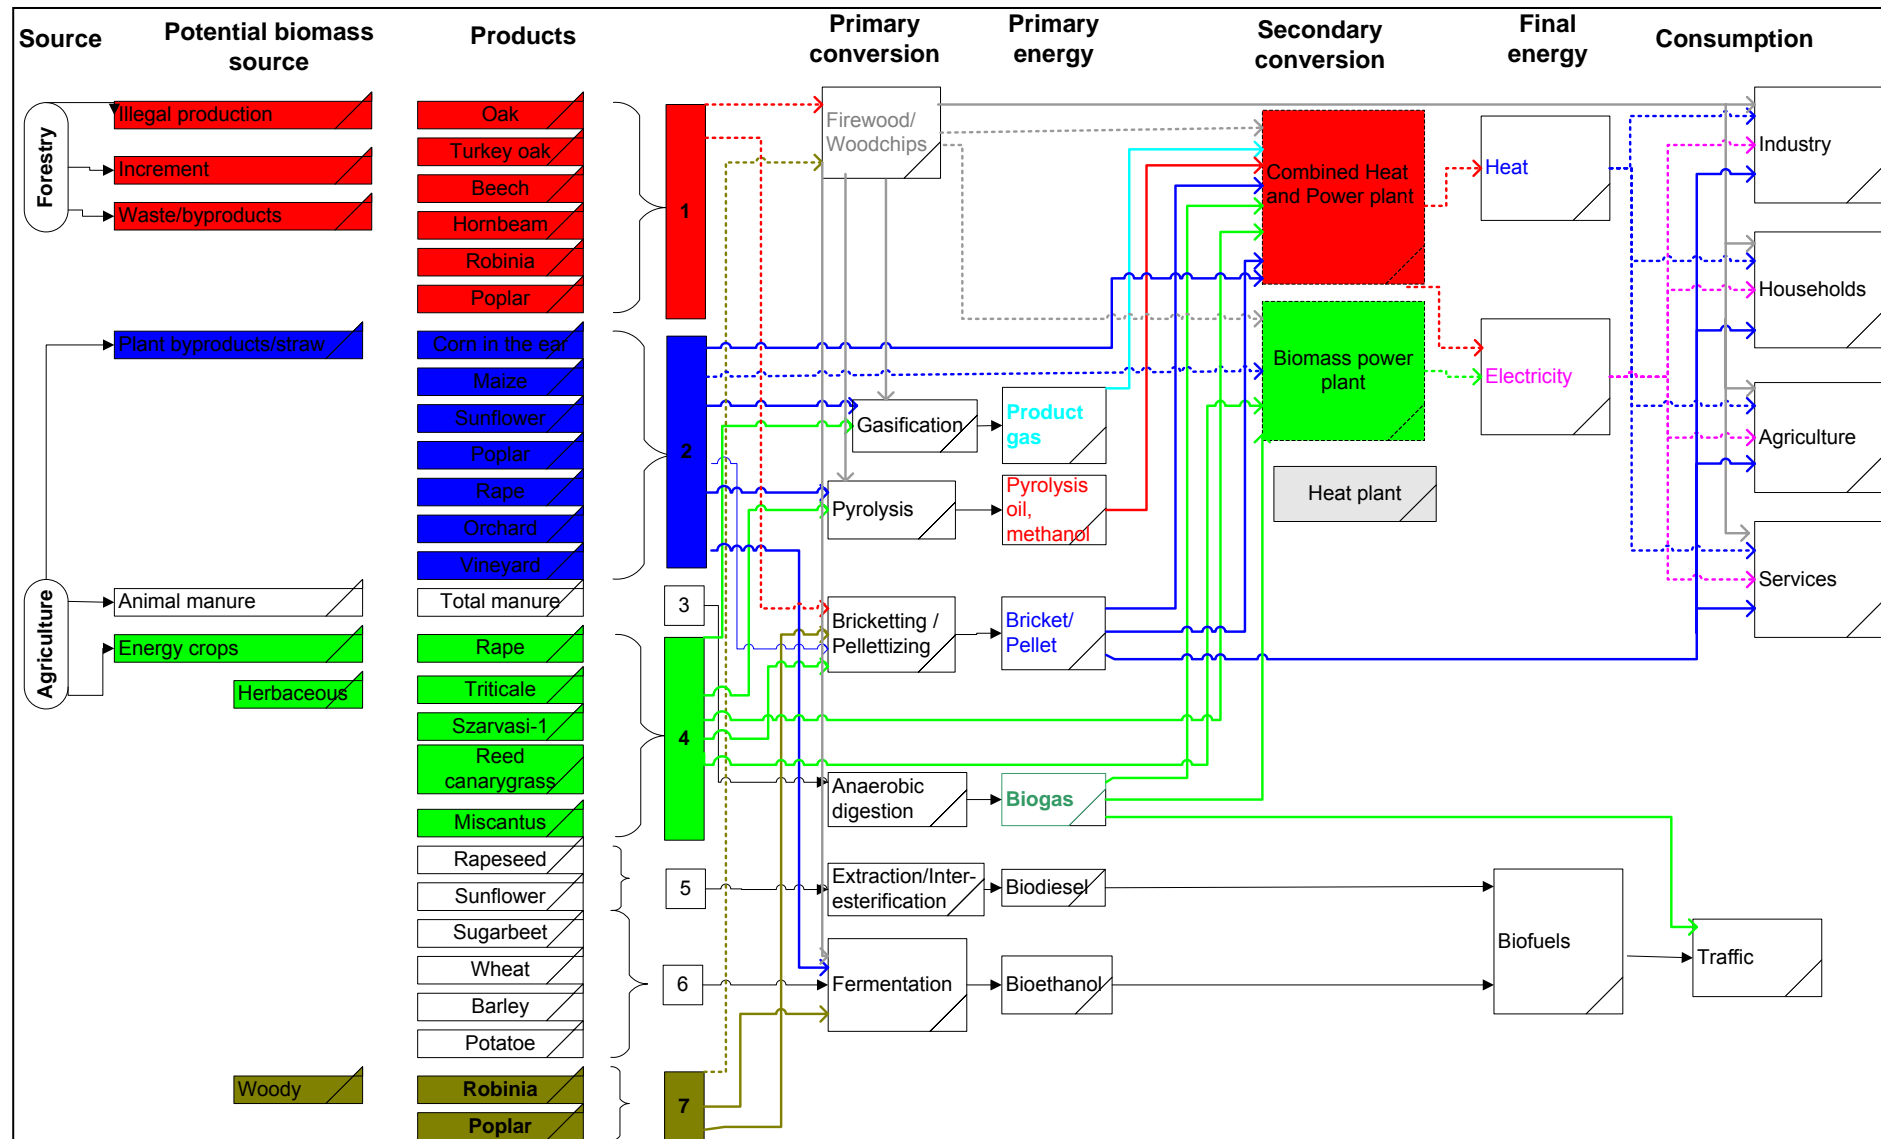 Source
Potential biomass
source
Products
Primary
conversion
Primary
energy
Secondary
conversion
Final
energy
Consumption
Forestry
Illegal production
Increment
Waste/byproducts
Oak
Turkey oak
Beech
Hornbeam
Robinia
Poplar
1
Firewood/
Woodchips
Combined Heat
and Power plant
Heat
Industry
Households
Agriculture
Plant byproducts/straw
Animal manure
Energy crops
Herbaceous
Corn in the ear
Maize
Sunflower
Poplar
Rape
Orchard
Vineyard
2
Total manure
3
Rape
Triticale
Szarvasi-1
Reed
canarygrass
Miscantus
4
Gasification
Product
gas
Pyrolysis
Pyrolysis
oil,
methanol
Bricketting /
Pellettizing
Bricket/
Pellet
Anaerobic
digestion
Biogas
Biomass power
plant
Heat plant
Electricity
Agriculture
Services
Rapeseed
Sunflower
5
Extraction/Inter-
esterification
Biodiesel
Sugarbeet
Wheat
Barley
Potatoe
6
Fermentation
Bioethanol
Biofuels
Traffic
Woody
Robinia
Poplar
7